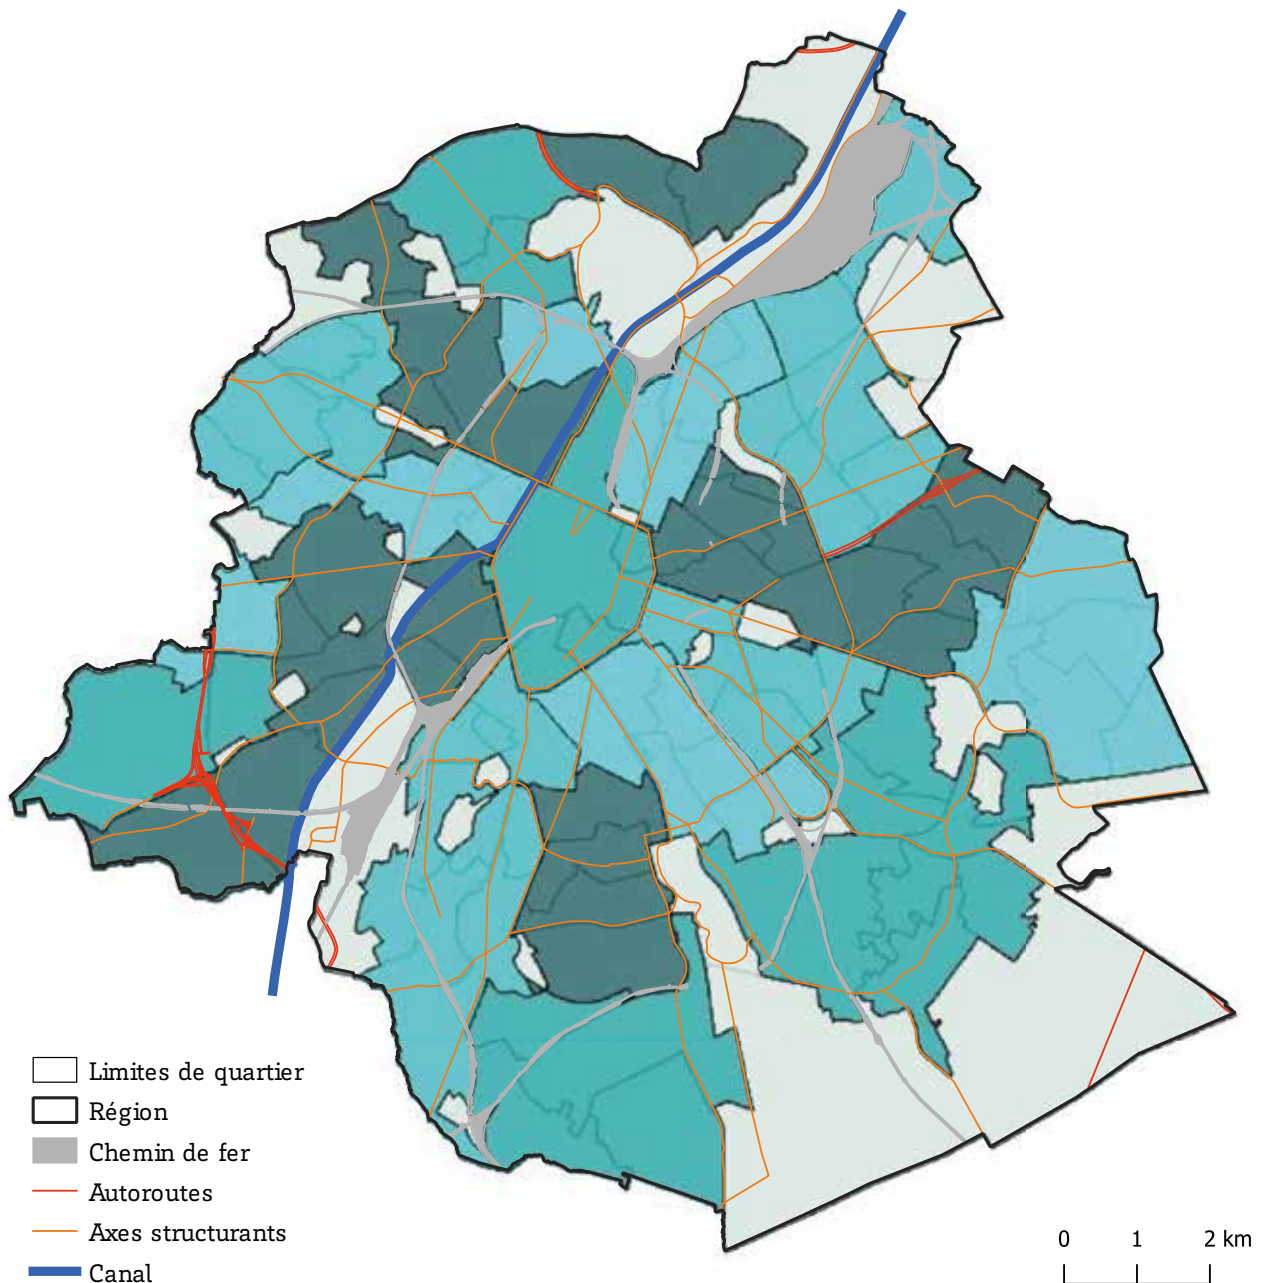 Limites de quartier
Région
Chemin de fer
Autoroutes
Axes structurants
Canal
0 1 2 km